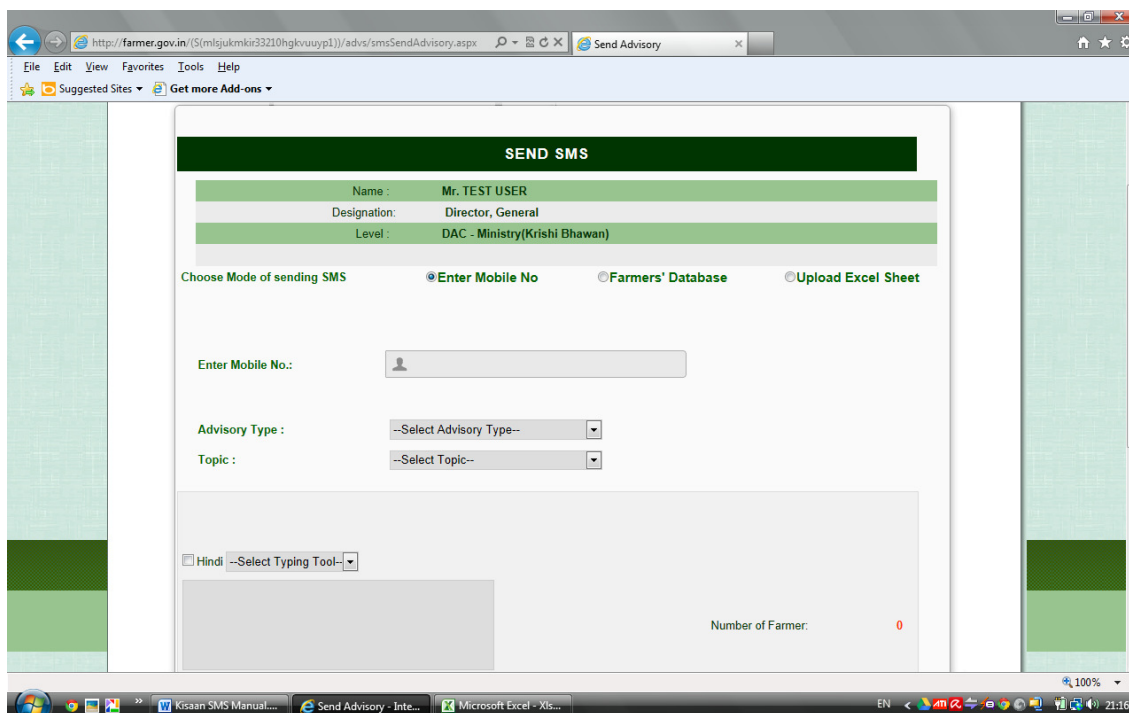 http://farmer.gov.in/(S(mlsjukmkir33210hgkvuuyp1))/advs/smsSendAdvisory.aspx
Send Advisory
File Edit View Favorites Tools Help
Suggested Sites Get more Add-ons
SEND SMS
Name : Mr. TEST USER
Designation: Director, General
Level : DAC - Ministry(Krishi Bhawan)
Choose Mode of sending SMS Enter Mobile No Farmers' Database Upload Excel Sheet
Enter Mobile No.:
Advisory Type : --Select Advisory Type--
Topic : --Select Topic--
Hindi --Select Typing Tool--
Number of Farmer: 0
100%
Kisaan SMS Manual.... Send Advisory - Inte... Microsoft Excel - Xls... EN 21:16